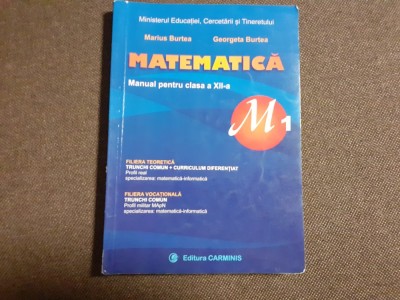 Ministerul Educației, Cercetării și Tineretului
Marius Burtea Georgeta Burtea
MATEMATICĂ
Manual pentru clasa a XII-a
M1
FILIERA TEORETICĂ
TRUNCHI COMUN + CURRICULUM DIFERENȚIAT
Profil real
specializarea: matematică-informatică
FILIERA VOCAȚIONALĂ
TRUNCHI COMUN
Profil militar MApN
specializarea: matematică-informatică
Editura CARMINIS